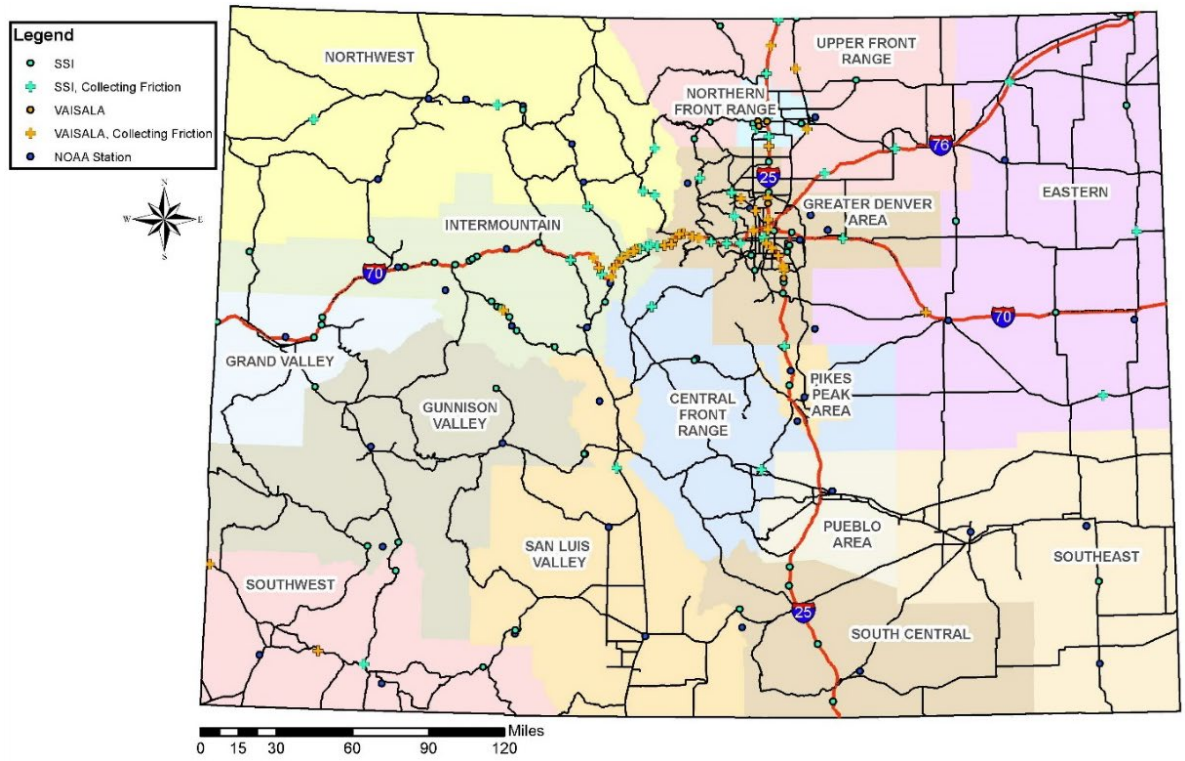 Legend
SSI
SSI, Collecting Friction
VAISALA
VAISALA, Collecting Friction
NOAA Station
N
W
E
S
NORTHWEST
UPPER FRONT
RANGE
NORTHERN
FRONT RANGE
76
25
EASTERN
GREATER DENVER
AREA
INTERMOUNTAIN
70
70
GRAND VALLEY
PIKES
PEAK
AREA
GUNNISON
VALLEY
CENTRAL
FRONT
RANGE
PUEBLO
AREA
SAN LUIS
VALLEY
SOUTHEAST
SOUTHWEST
25
SOUTH CENTRAL
Miles
0 15 30 60 90 120